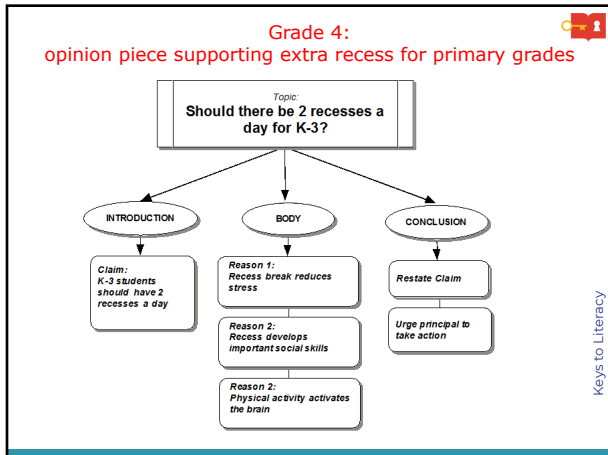 Grade 4:
opinion piece supporting extra recess for primary grades
Topic:
Should there be 2 recesses a
day for K-3?
INTRODUCTION
BODY
CONCLUSION
Claim:
K-3 students
should have 2
recesses a day
Reason 1:
Recess break reduces
stress
Reason 2:
Recess develops
important social skills
Reason 2:
Physical activity activates
the brain
Restate Claim
Urge principal to
take action
Keys to Literacy